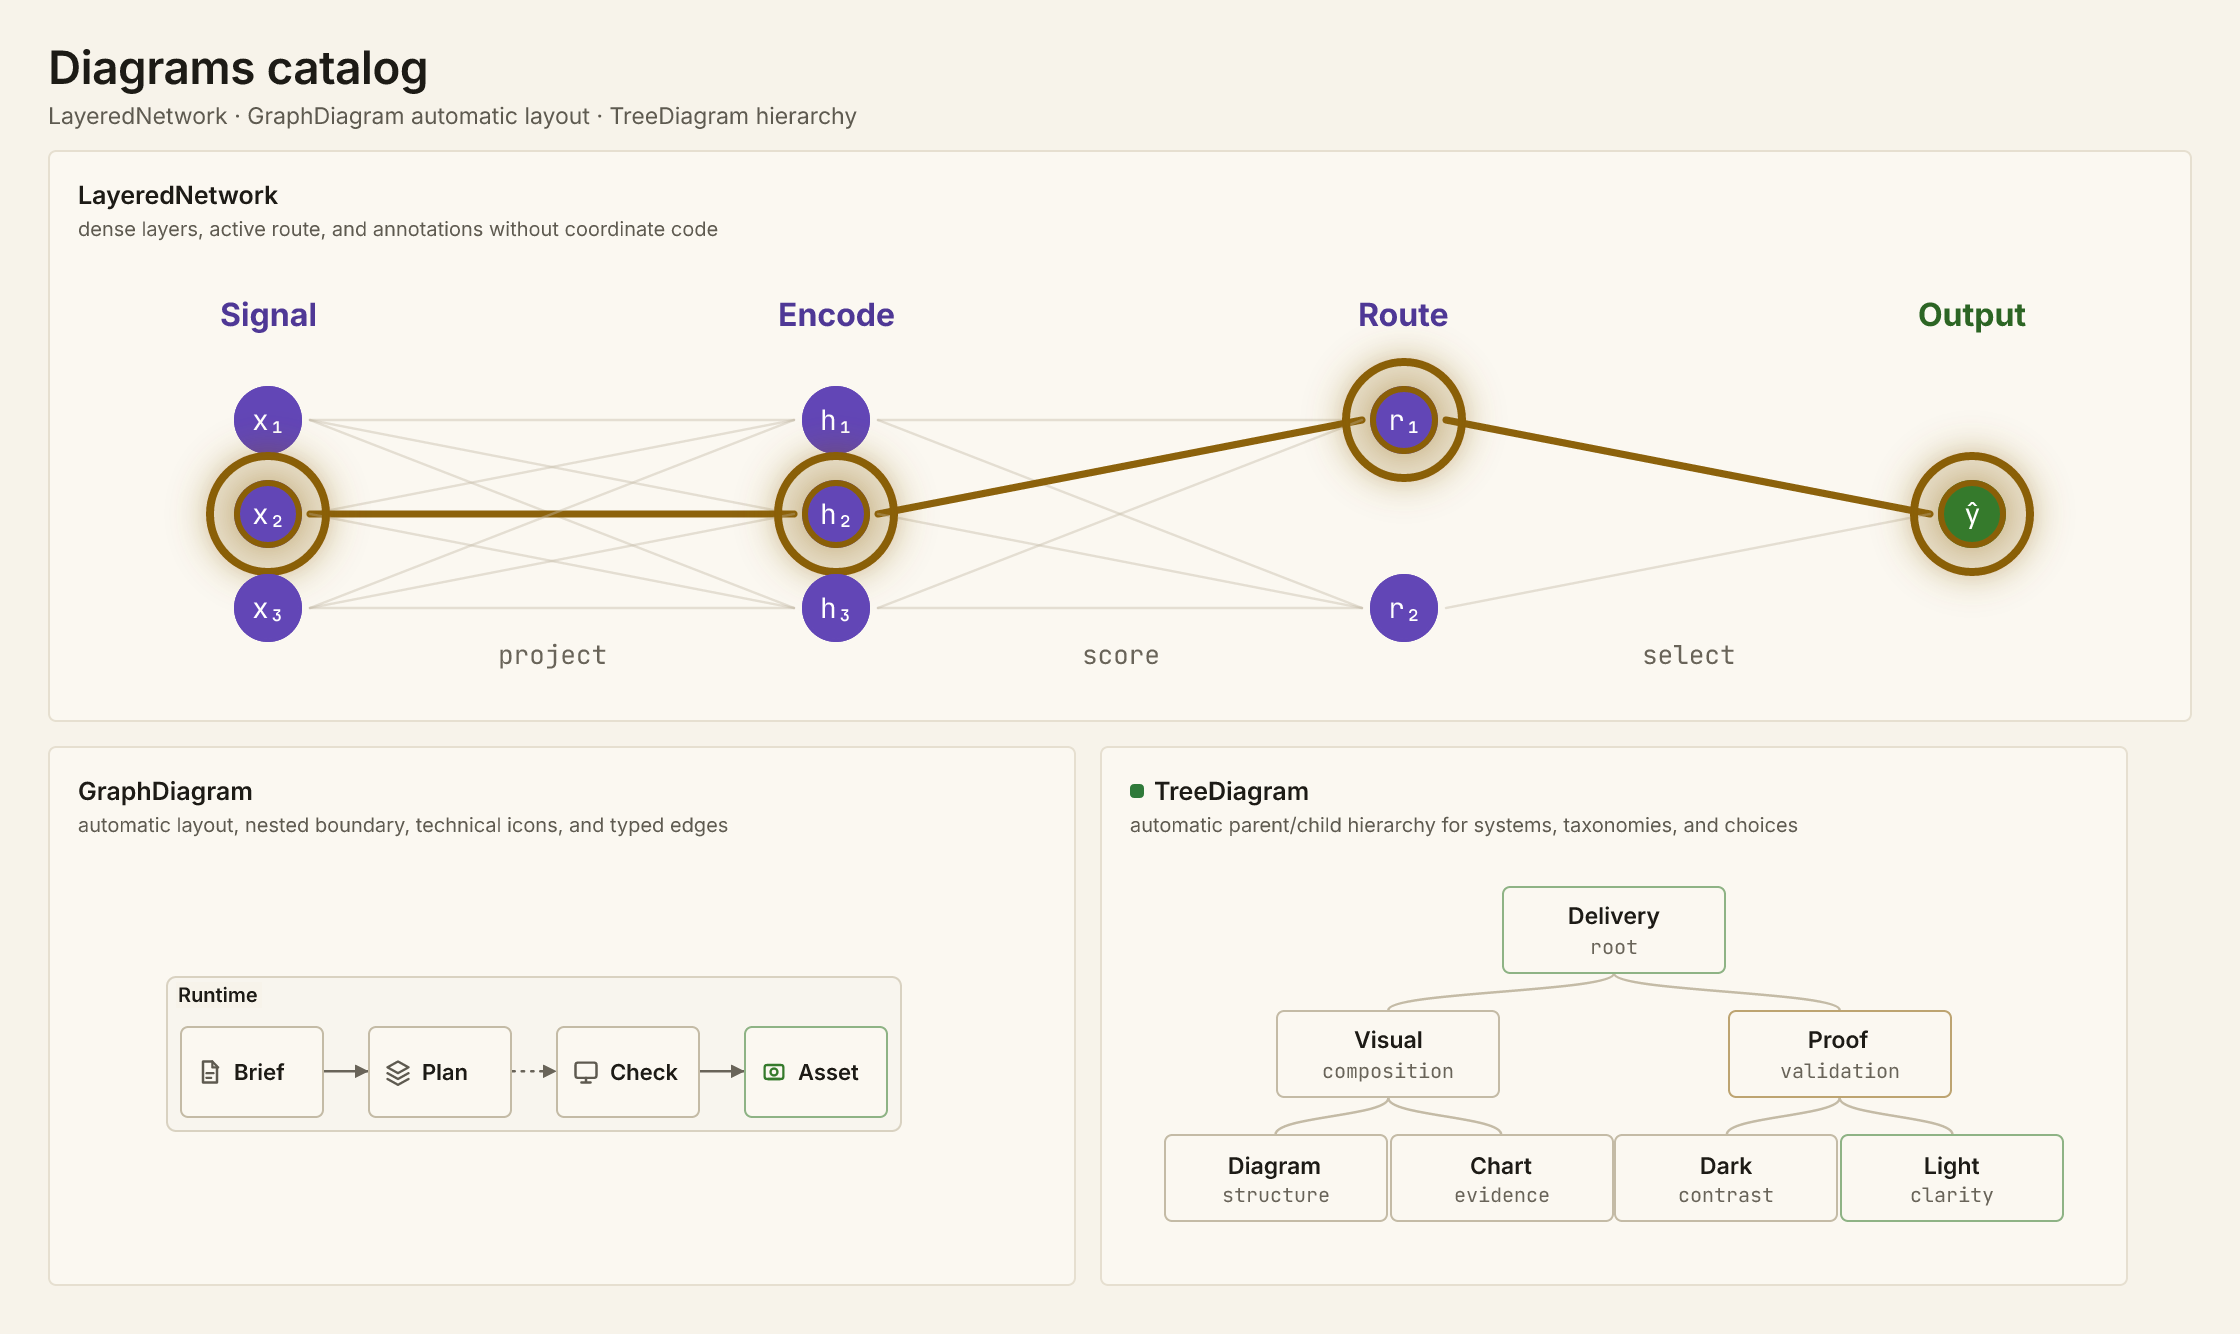 Diagrams catalog
LayeredNetwork · GraphDiagram automatic layout · TreeDiagram hierarchy
LayeredNetwork
dense layers, active route, and annotations without coordinate code
Signal
Encode
Route
Output
x₁
h₁
r₁
x₂
h₂
ŷ
x₃
h₃
r₂
project
score
select
GraphDiagram
automatic layout, nested boundary, technical icons, and typed edges
Runtime
Brief
Plan
Check
Asset
TreeDiagram
automatic parent/child hierarchy for systems, taxonomies, and choices
Delivery
root
Visual
composition
Proof
validation
Diagram
structure
Chart
evidence
Dark
contrast
Light
clarity